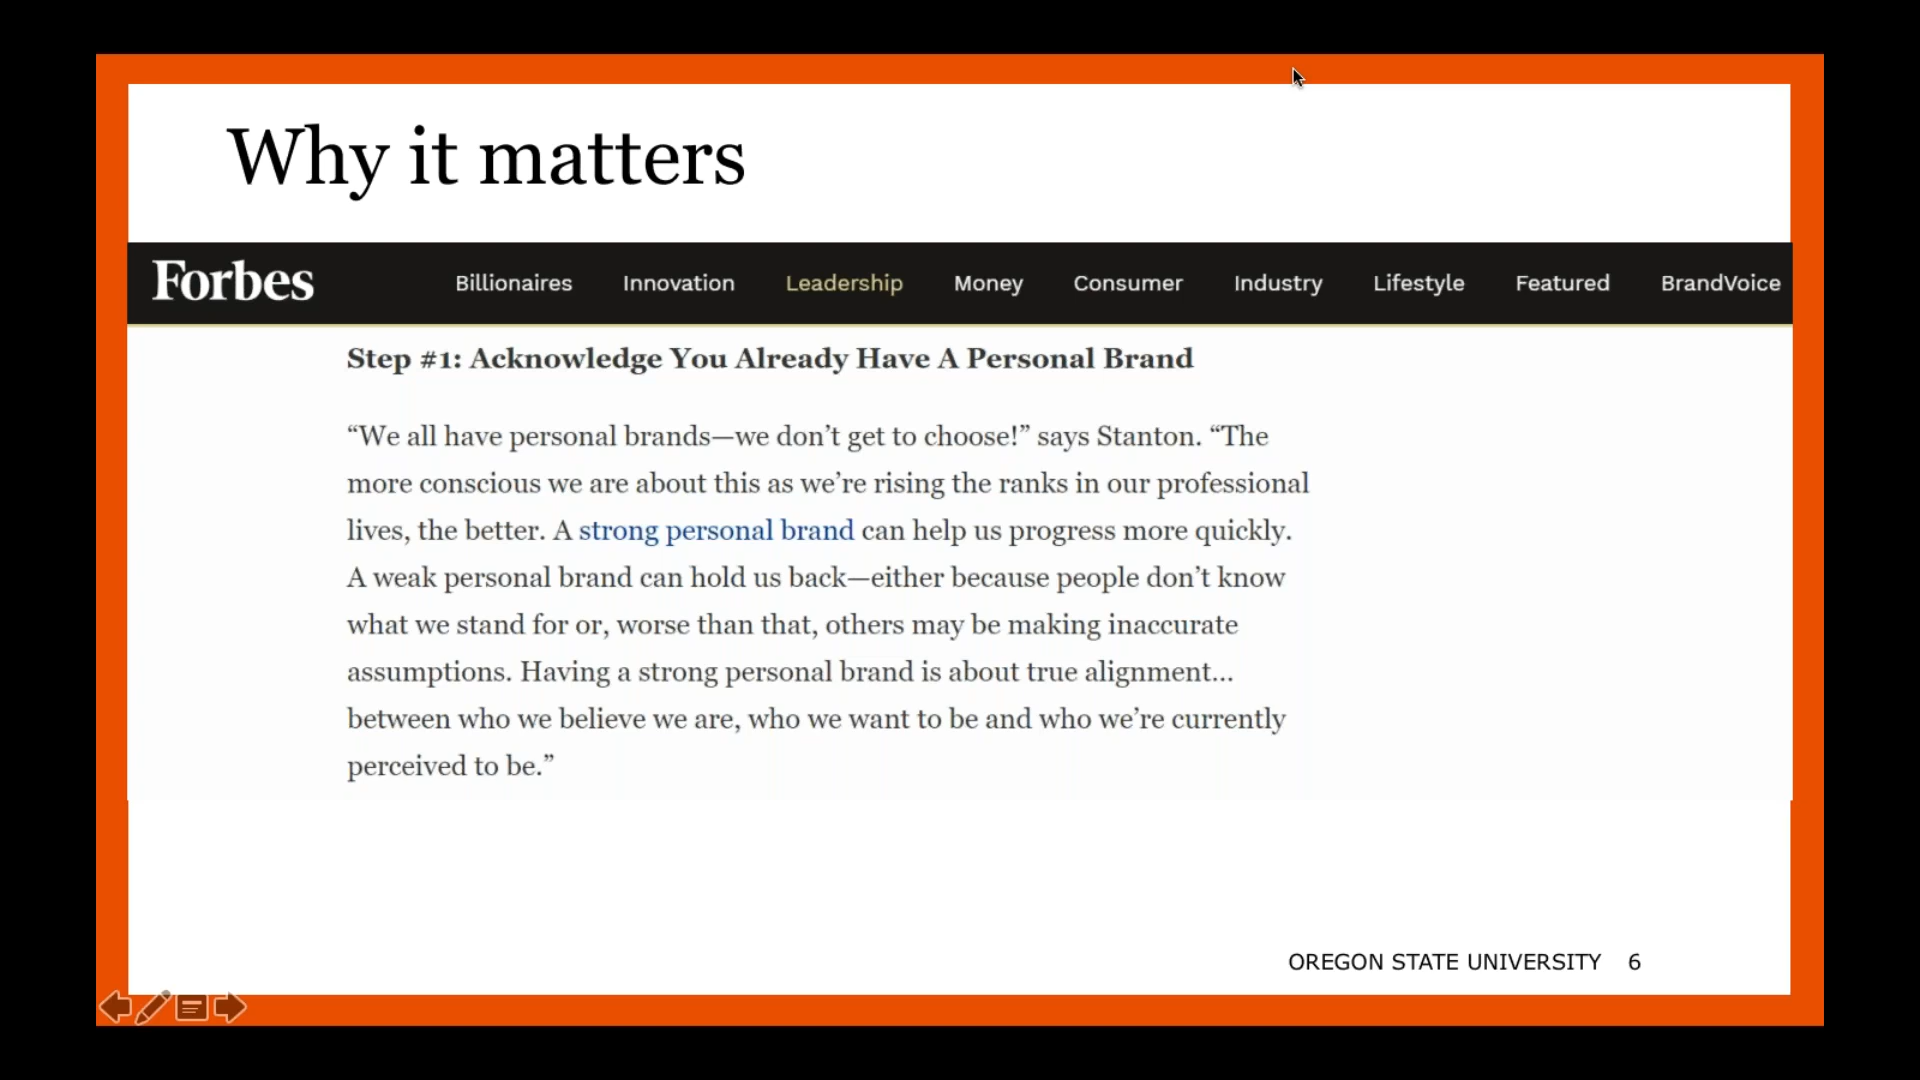 Why it matters
Forbes Billionaires Innovation Leadership Money Consumer Industry Lifestyle Featured BrandVoice
Step #1: Acknowledge You Already Have A Personal Brand
“We all have personal brands—we don’t get to choose!” says Stanton. “The
more conscious we are about this as we’re rising the ranks in our professional
lives, the better. A strong personal brand can help us progress more quickly.
A weak personal brand can hold us back—either because people don’t know
what we stand for or, worse than that, others may be making inaccurate
assumptions. Having a strong personal brand is about true alignment...
between who we believe we are, who we want to be and who we’re currently
perceived to be.”
OREGON STATE UNIVERSITY 6